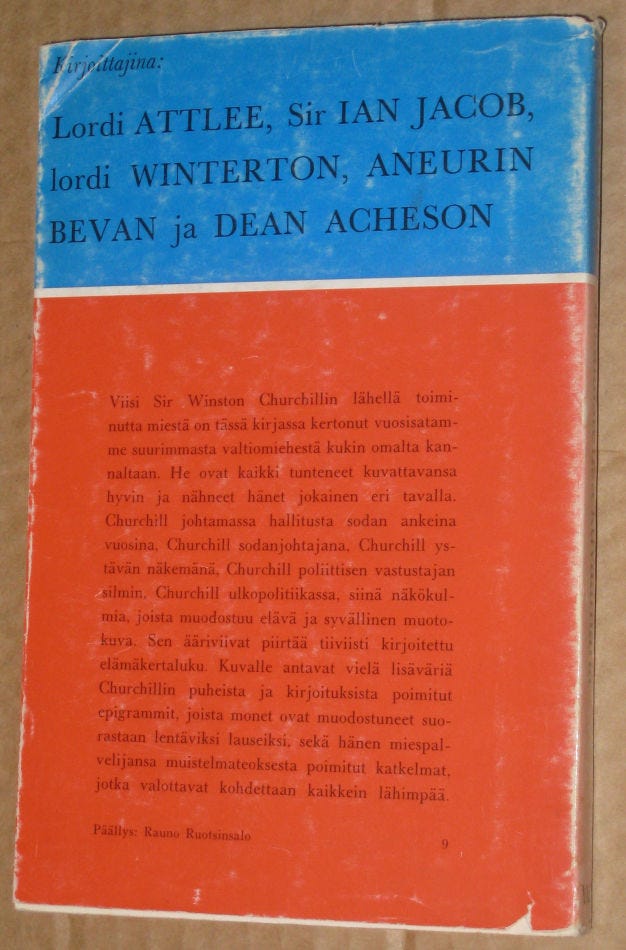 Kirjoittajina:
Lordi ATTLEE, Sir IAN JACOB,
lordi WINTERTON, ANEURIN
BEVAN ja DEAN ACHESON
Viisi Sir Winston Churchillin lähellä toimi-
nutta miestä on tässä kirjassa kertonut vuosisatam-
me suurimmasta valtiomiehestä kukin omalta kan-
naltaan. He ovat kaikki tunteneet kuvattavansa
hyvin ja nähneet hänet jokainen eri tavalla.
Churchill johtamassa hallitusta sodan ankeina
vuosina, Churchill sodanjohtajana, Churchill ys-
tävän näkemänä, Churchill poliittisen vastustajan
silmin, Churchill ulkopolitiikassa, siinä näkökul-
mia, joista muodostuu elävä ja syvällinen muoto-
kuva. Sen ääriviivat piirtää tiiviisti kirjoitettu
elämäkertaluku. Kuvalle antavat vielä lisäväriä
Churchillin puheista ja kirjoituksista poimitut
epigrammit, joista monet ovat muodostuneet suo-
rastaan lentäviksi lauseiksi, sekä hänen miespal-
velijansa muistelmateoksesta poimitut katkelmat,
jotka valottavat kohdettaan kaikkein lähimpää.
Päällys: Rauno Ruotsinsalo
9